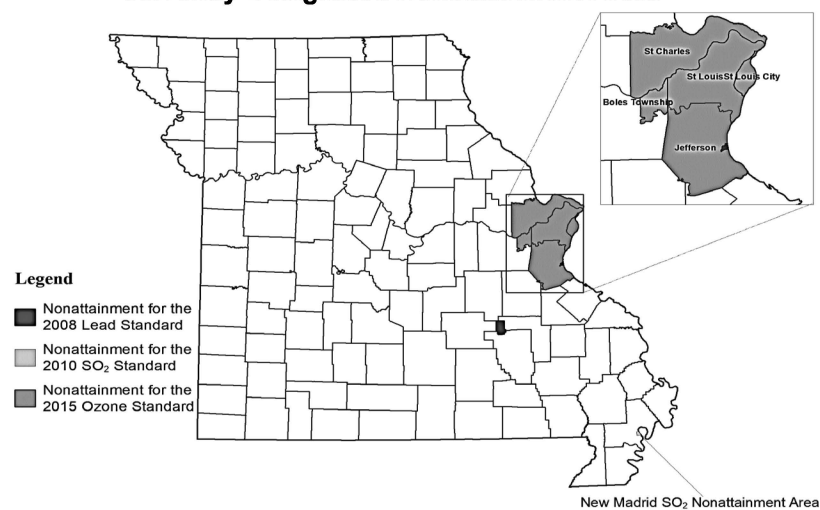 St Charles
St Louis
St Louis City
Boles Township
Jefferson
Legend
Nonattainment for the
2008 Lead Standard
Nonattainment for the
2010 SO₂ Standard
Nonattainment for the
2015 Ozone Standard
New Madrid SO₂ Nonattainment Area